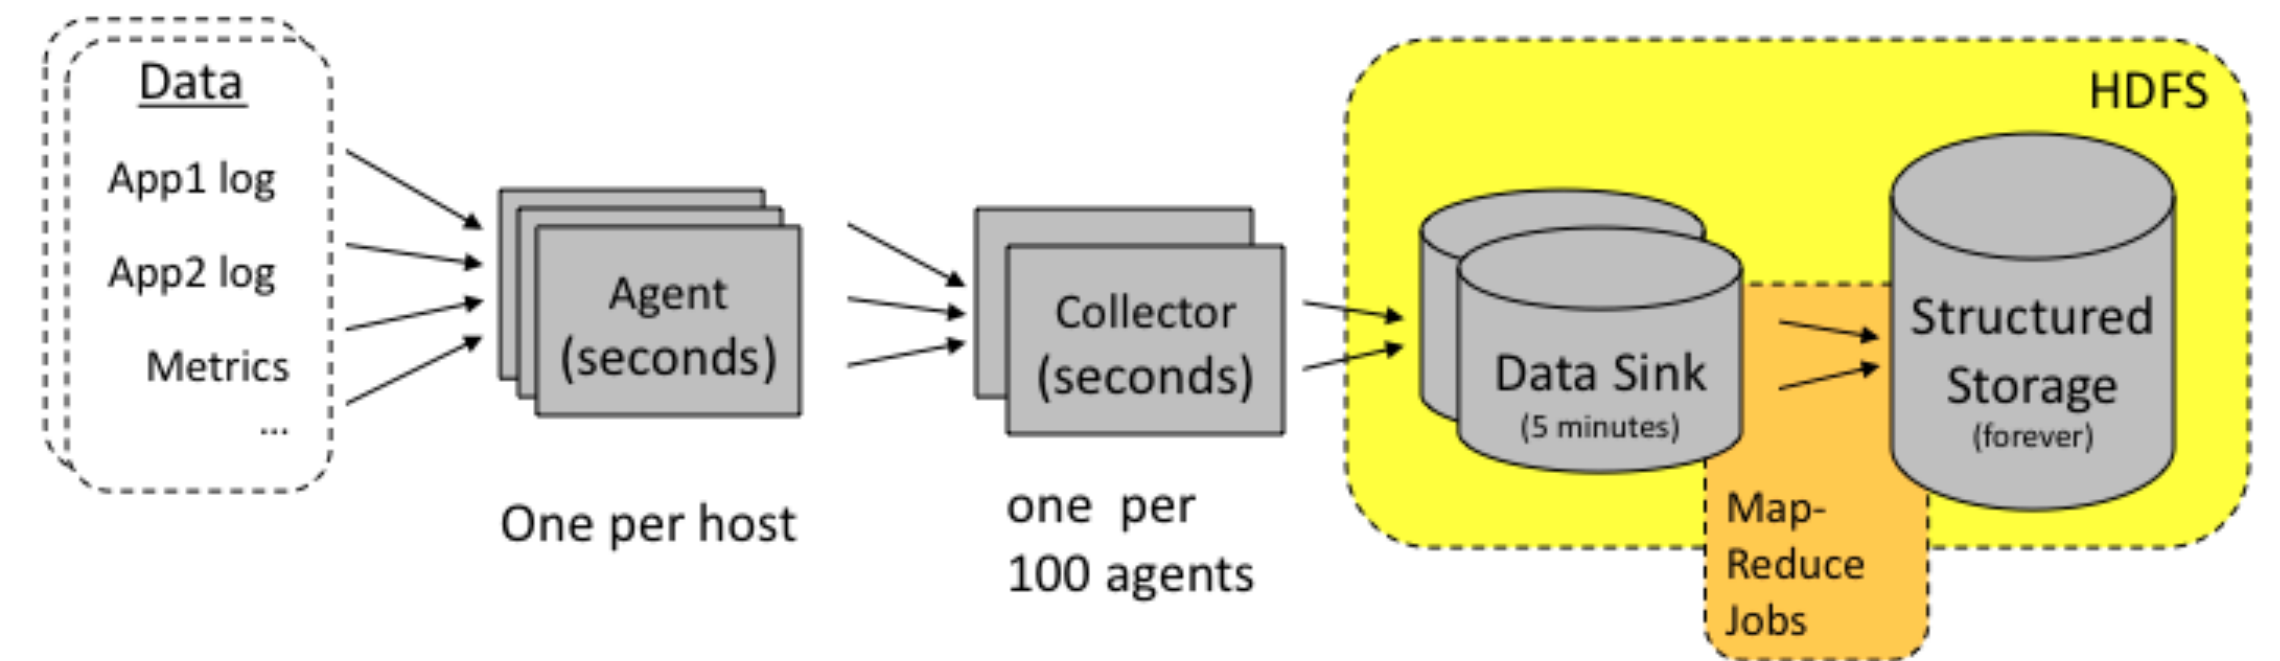 Data
App1 log
App2 log
Metrics
...
Agent
(seconds)
One per host
Collector
(seconds)
one per
100 agents
HDFS
Data Sink
(5 minutes)
Structured
Storage
(forever)
Map-
Reduce
Jobs